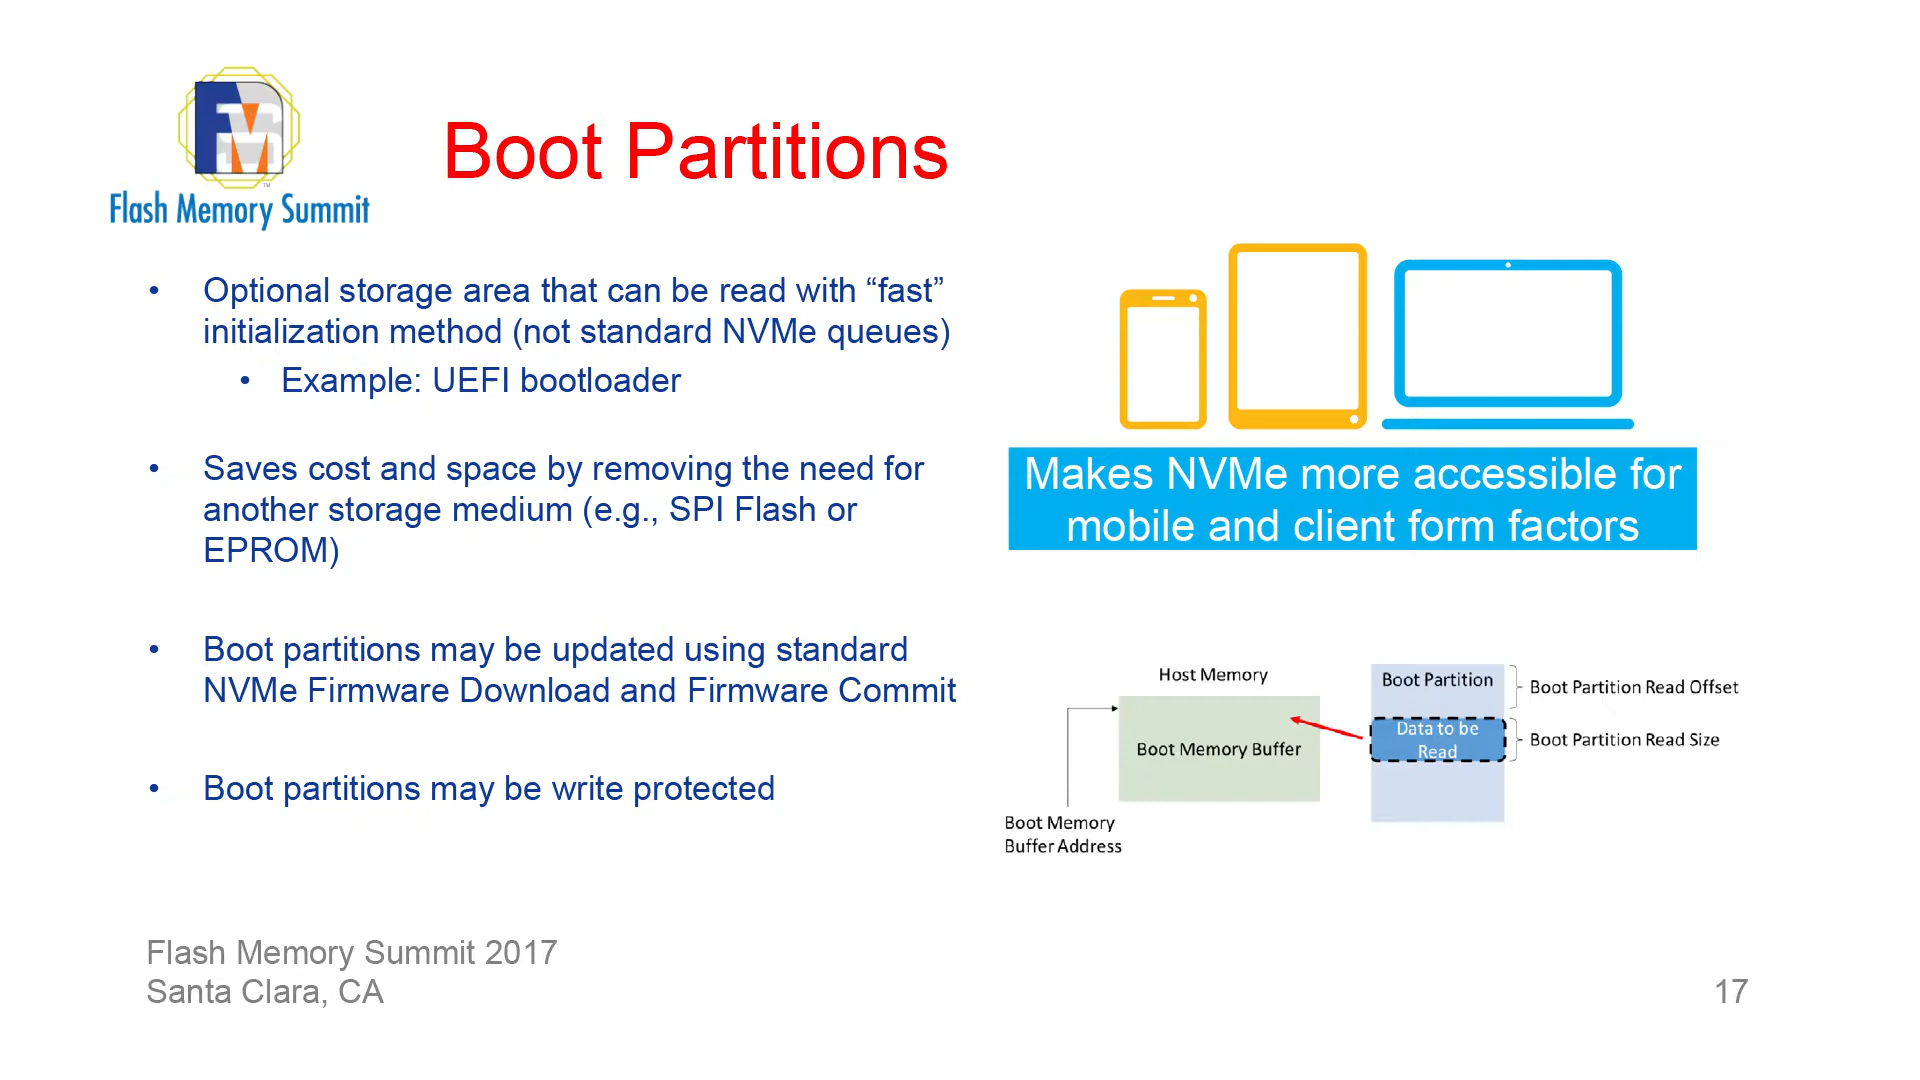 Flash Memory Summit
TM
Boot Partitions
• Optional storage area that can be read with “fast”
initialization method (not standard NVMe queues)
• Example: UEFI bootloader
• Saves cost and space by removing the need for
another storage medium (e.g., SPI Flash or
EPROM)
• Boot partitions may be updated using standard
NVMe Firmware Download and Firmware Commit
• Boot partitions may be write protected
Makes NVMe more accessible for
mobile and client form factors
Host Memory
Boot Memory Buffer
Boot Memory
Buffer Address
Boot Partition
Data to be
Read
Boot Partition Read Offset
Boot Partition Read Size
Flash Memory Summit 2017
Santa Clara, CA
17